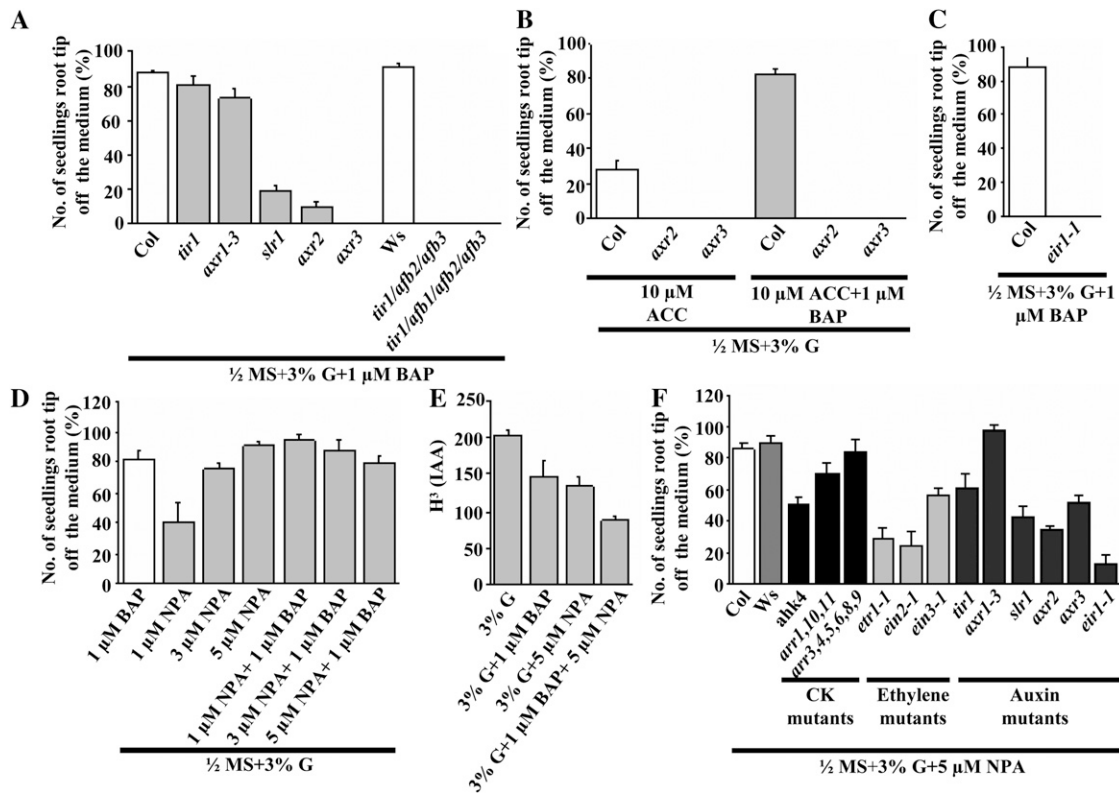 A
No. of seedlings root tip
off the medium (%)
100
80
60
40
20
0
Col
tir1
axr1-3
slr1
axr2
axr3
Ws
tir1/afb2/afb3
tir1/afb1/afb2/afb3
½ MS+3% G+1 µM BAP
B
No. of seedlings root tip
off the medium (%)
100
80
60
40
20
0
Col
axr2
axr3
Col
axr2
axr3
10 µM
ACC
10 µM ACC+1 µM
BAP
½ MS+3% G
C
No. of seedlings root tip
off the medium (%)
100
80
60
40
20
0
Col
eir1-1
½ MS+3% G+1
µM BAP
D
No. of seedlings root tip
off the medium (%)
120
100
80
60
40
20
0
1 µM BAP
1 µM NPA
3 µM NPA
5 µM NPA
1 µM NPA+ 1 µM BAP
3 µM NPA+ 1 µM BAP
5 µM NPA+ 1 µM BAP
½ MS+3% G
E
H³ (IAA)
250
200
150
100
50
0
3% G
3% G+1 µM BAP
3% G+5 µM NPA
3% G+1 µM BAP+ 5 µM NPA
F
No. of seedlings root tip
off the medium (%)
120
100
80
60
40
20
0
Col
Ws
ahk4
arr1,10,11
arr3,4,5,6,8,9
etr1-1
ein2-1
ein3-1
tir1
axr1-3
slr1
axr2
axr3
eir1-1
CK
mutants
Ethylene
mutants
Auxin
mutants
½ MS+3% G+5 µM NPA